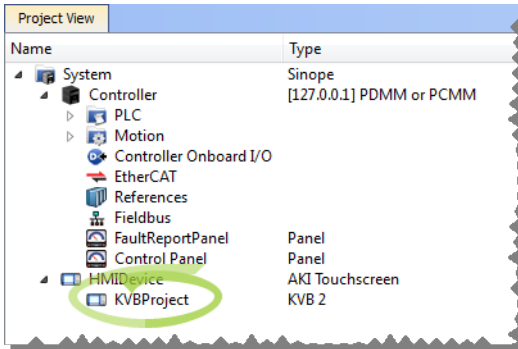 Project View
Name Type
System Sinope
Controller [127.0.0.1] PDMM or PCMM
PLC
Motion
Controller Onboard I/O
EtherCAT
References
Fieldbus
FaultReportPanel Panel
Control Panel Panel
HMIDevice AKI Touchscreen
KVBProject KVB 2